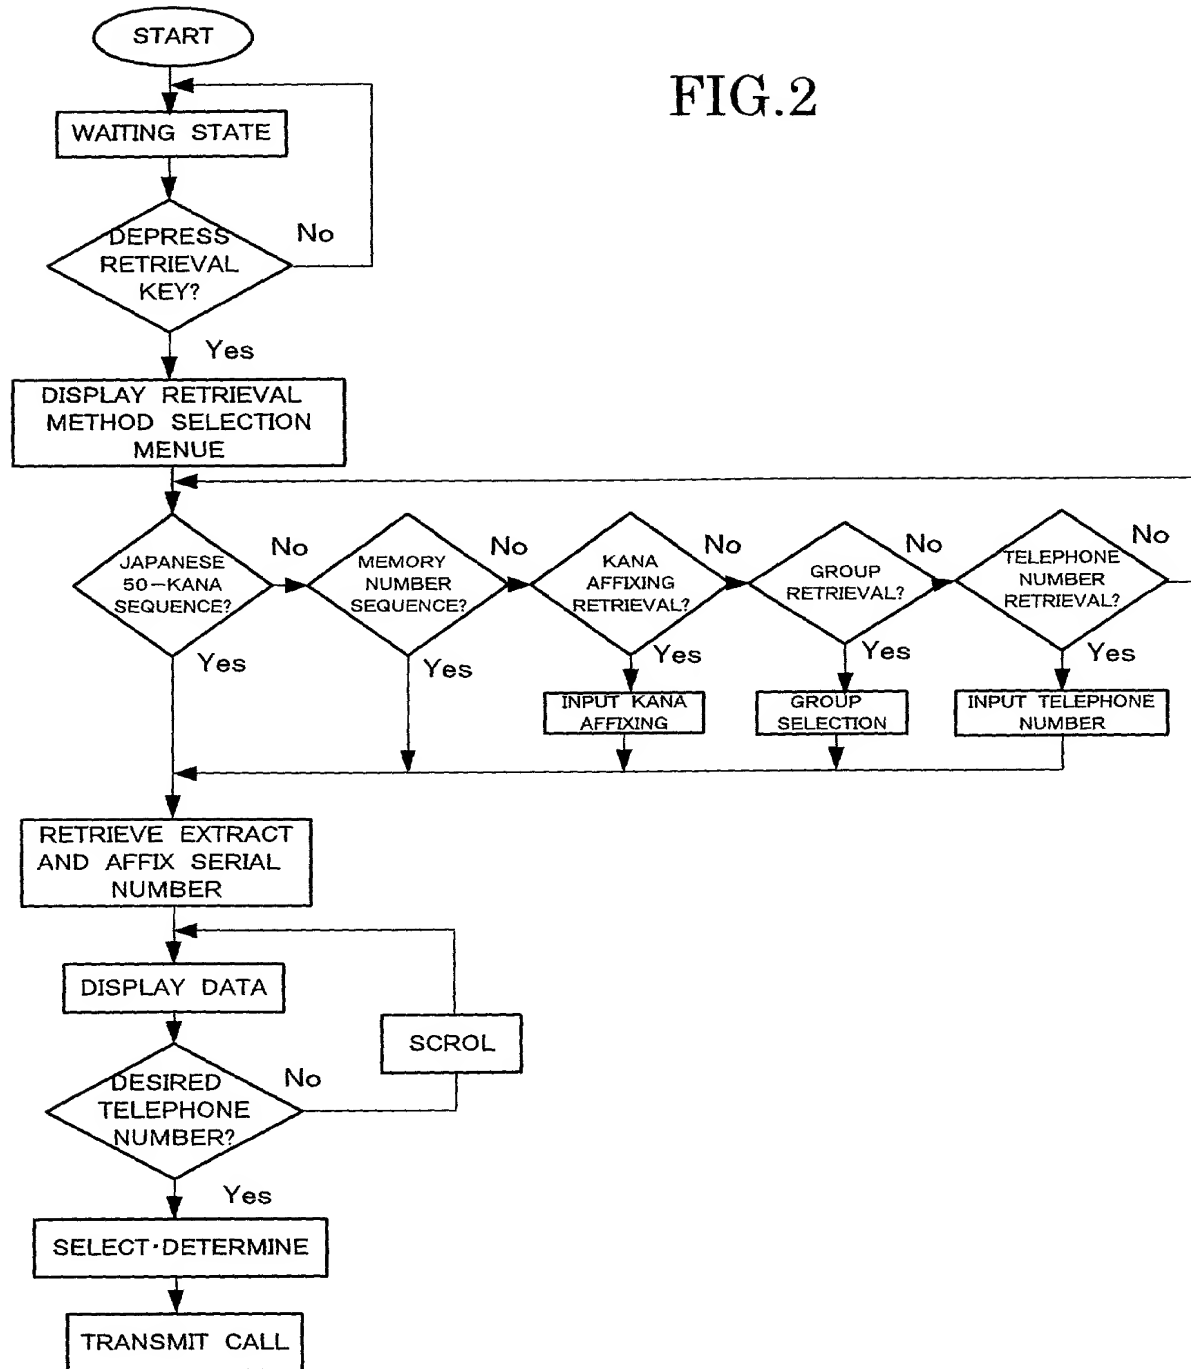 START
FIG.2
WAITING STATE
DEPRESS
RETRIEVAL
KEY?
No
Yes
DISPLAY RETRIEVAL
METHOD SELECTION
MENUE
JAPANESE
50-KANA
SEQUENCE?
No
Yes
MEMORY
NUMBER
SEQUENCE?
No
Yes
KANA
AFFIXING
RETRIEVAL?
No
Yes
GROUP
RETRIEVAL?
No
Yes
TELEPHONE
NUMBER
RETRIEVAL?
No
Yes
INPUT KANA
AFFIXING
GROUP
SELECTION
INPUT TELEPHONE
NUMBER
RETRIEVE EXTRACT
AND AFFIX SERIAL
NUMBER
DISPLAY DATA
SCROL
DESIRED
TELEPHONE
NUMBER?
No
Yes
SELECT·DETERMINE
TRANSMIT CALL